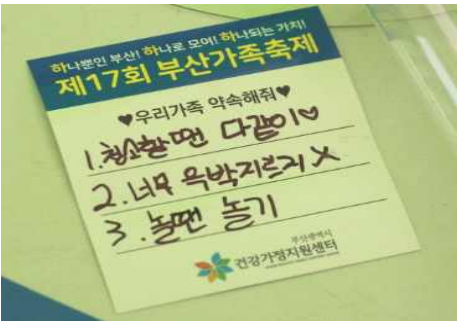 하나뿐인 부산! 하나로 모여! 하나되는 가치!
제17회 부산가족축제
♥우리가족 약속해줘♥
1. 청소할땐 다같이♡
2. 너무 윽박지르지 X
3. 놀땐 놀기
부산광역시
건강가정지원센터